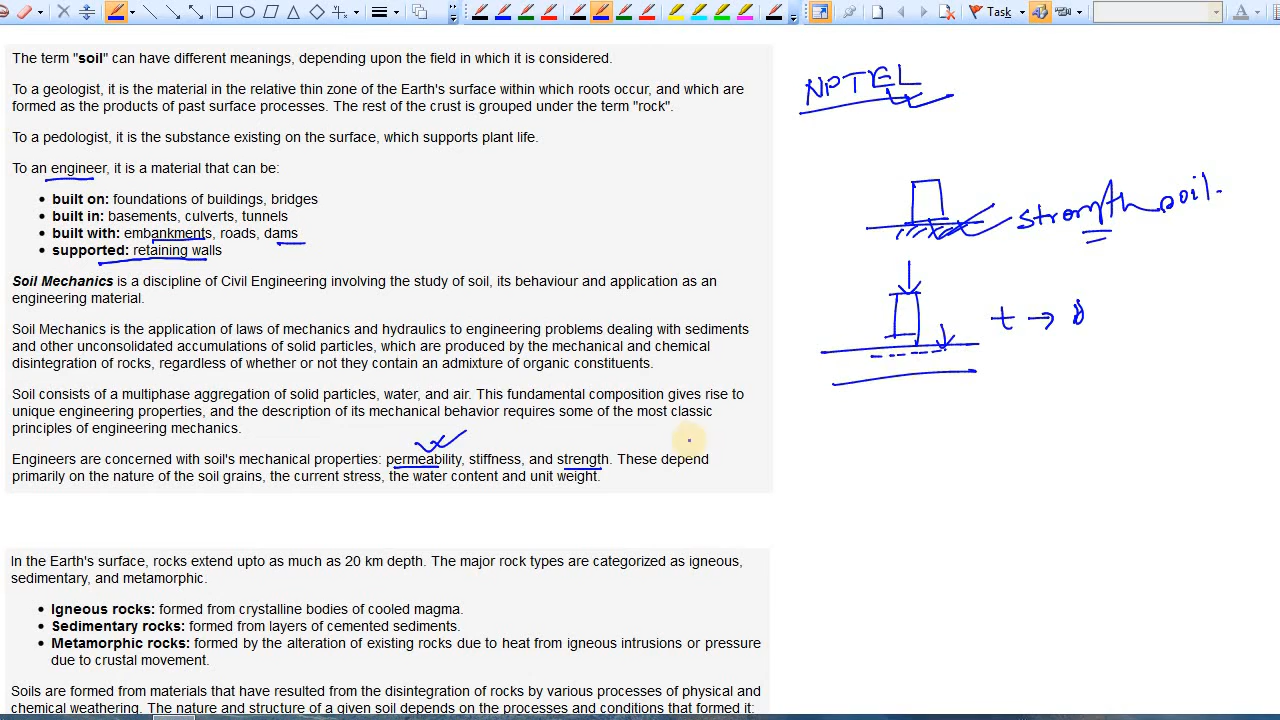 Task
The term "soil" can have different meanings, depending upon the field in which it is considered.
To a geologist, it is the material in the relative thin zone of the Earth's surface within which roots occur, and which are
formed as the products of past surface processes. The rest of the crust is grouped under the term "rock".
To a pedologist, it is the substance existing on the surface, which supports plant life.
To an engineer, it is a material that can be:
• built on: foundations of buildings, bridges
• built in: basements, culverts, tunnels
• built with: embankments, roads, dams
• supported: retaining walls
Soil Mechanics is a discipline of Civil Engineering involving the study of soil, its behaviour and application as an
engineering material.
Soil Mechanics is the application of laws of mechanics and hydraulics to engineering problems dealing with sediments
and other unconsolidated accumulations of solid particles, which are produced by the mechanical and chemical
disintegration of rocks, regardless of whether or not they contain an admixture of organic constituents.
Soil consists of a multiphase aggregation of solid particles, water, and air. This fundamental composition gives rise to
unique engineering properties, and the description of its mechanical behavior requires some of the most classic
principles of engineering mechanics.
Engineers are concerned with soil's mechanical properties: permeability, stiffness, and strength. These depend
primarily on the nature of the soil grains, the current stress, the water content and unit weight.
In the Earth's surface, rocks extend upto as much as 20 km depth. The major rock types are categorized as igneous,
sedimentary, and metamorphic.
• Igneous rocks: formed from crystalline bodies of cooled magma.
• Sedimentary rocks: formed from layers of cemented sediments.
• Metamorphic rocks: formed by the alteration of existing rocks due to heat from igneous intrusions or pressure
due to crustal movement.
Soils are formed from materials that have resulted from the disintegration of rocks by various processes of physical and
chemical weathering. The nature and structure of a given soil depends on the processes and conditions that formed it:
NPTEL
strength soil.
t →